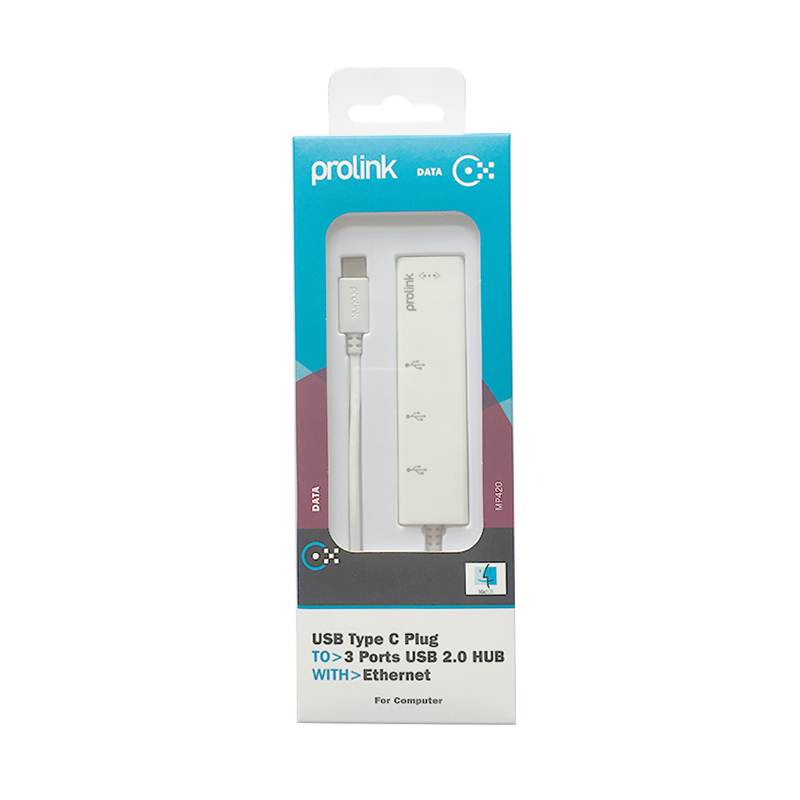 prolink DATA
prolink
prolink
DATA
MP420
MacOS
USB Type C Plug
TO>3 Ports USB 2.0 HUB
WITH>Ethernet
For Computer